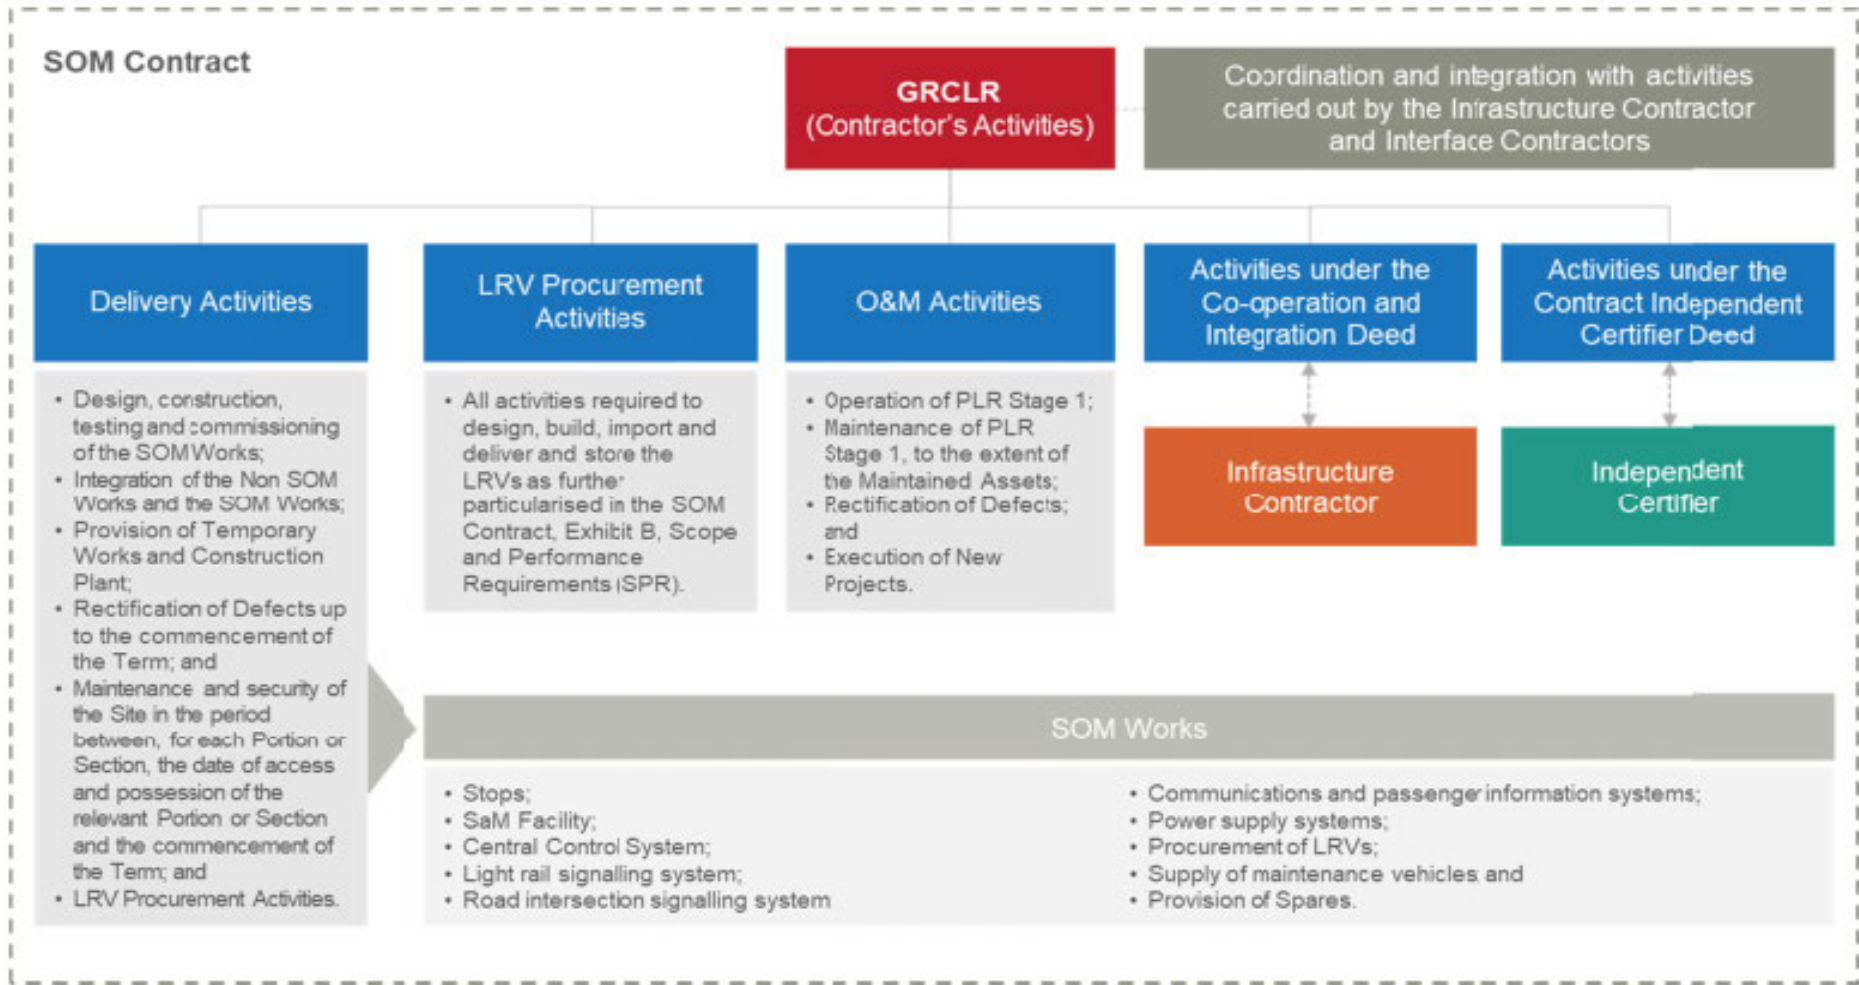 SOM Contract
GRCLR
(Contractor's Activities)
Coordination and integration with activities
carried out by the Infrastructure Contractor
and Interface Contractors
Delivery Activities
LRV Procurement
Activities
O&M Activities
Activities under the
Co-operation and
Integration Deed
Activities under the
Contract Independent
Certifier Deed
• Design, construction,
testing and commissioning
of the SOM Works;
• Integration of the Non SOM
Works and the SOM Works;
• Provision of Temporary
Works and Construction
Plant;
• Rectification of Defects up
to the commencement of
the Term; and
• Maintenance and security of
the Site in the period
between, for each Portion or
Section, the date of access
and possession of the
relevant Portion or Section
and the commencement of
the Term; and
• LRV Procurement Activities.
• All activities required to
design, build, import and
deliver and store the
LRVs as further
particularised in the SOM
Contract, Exhibit B, Scope
and Performance
Requirements (SPR).
• Operation of PLR Stage 1;
• Maintenance of PLR
Stage 1, to the extent of
the Maintained Assets;
• Rectification of Defects;
and
• Execution of New
Projects.
Infrastructure
Contractor
Independent
Certifier
SOM Works
• Stops;
• SaM Facility;
• Central Control System;
• Light rail signalling system;
• Road intersection signalling system
• Communications and passenger information systems;
• Power supply systems;
• Procurement of LRVs;
• Supply of maintenance vehicles; and
• Provision of Spares.